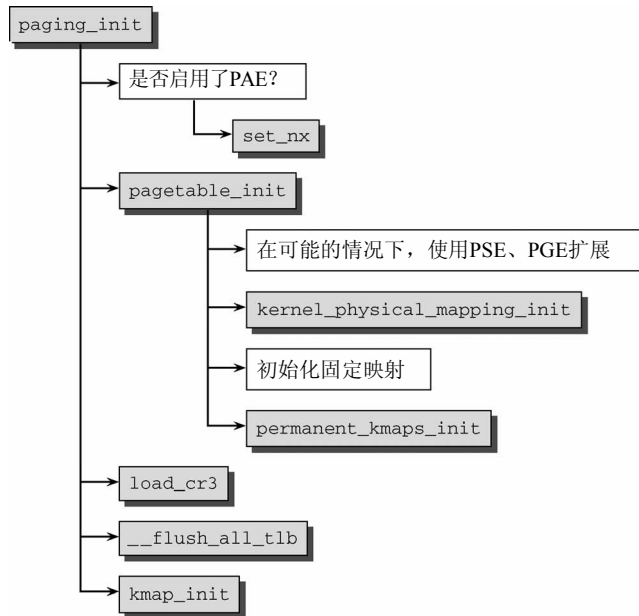 paging_init
是否启用了PAE？
set_nx
pagetable_init
在可能的情况下，使用PSE、PGE扩展
kernel_physical_mapping_init
初始化固定映射
permanent_kmaps_init
load_cr3
__flush_all_tlb
kmap_init